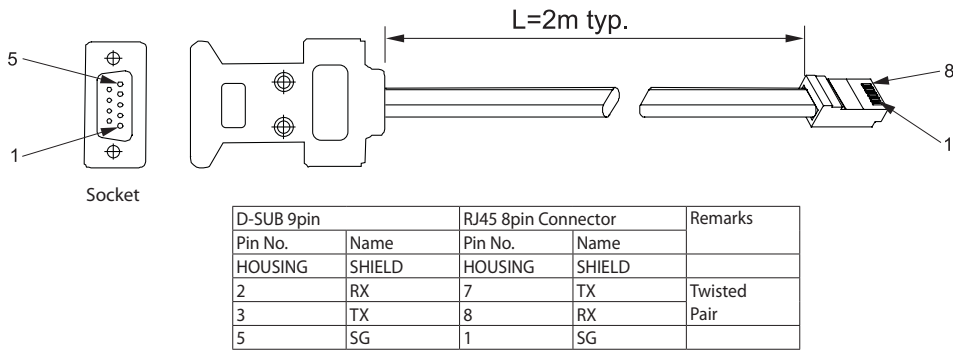 L=2m typ.
5
8
1
1
Socket
D-SUB 9pin RJ45 8pin Connector Remarks
Pin No. Name Pin No. Name
HOUSING SHIELD HOUSING SHIELD
2 RX 7 TX Twisted
3 TX 8 RX Pair
5 SG 1 SG